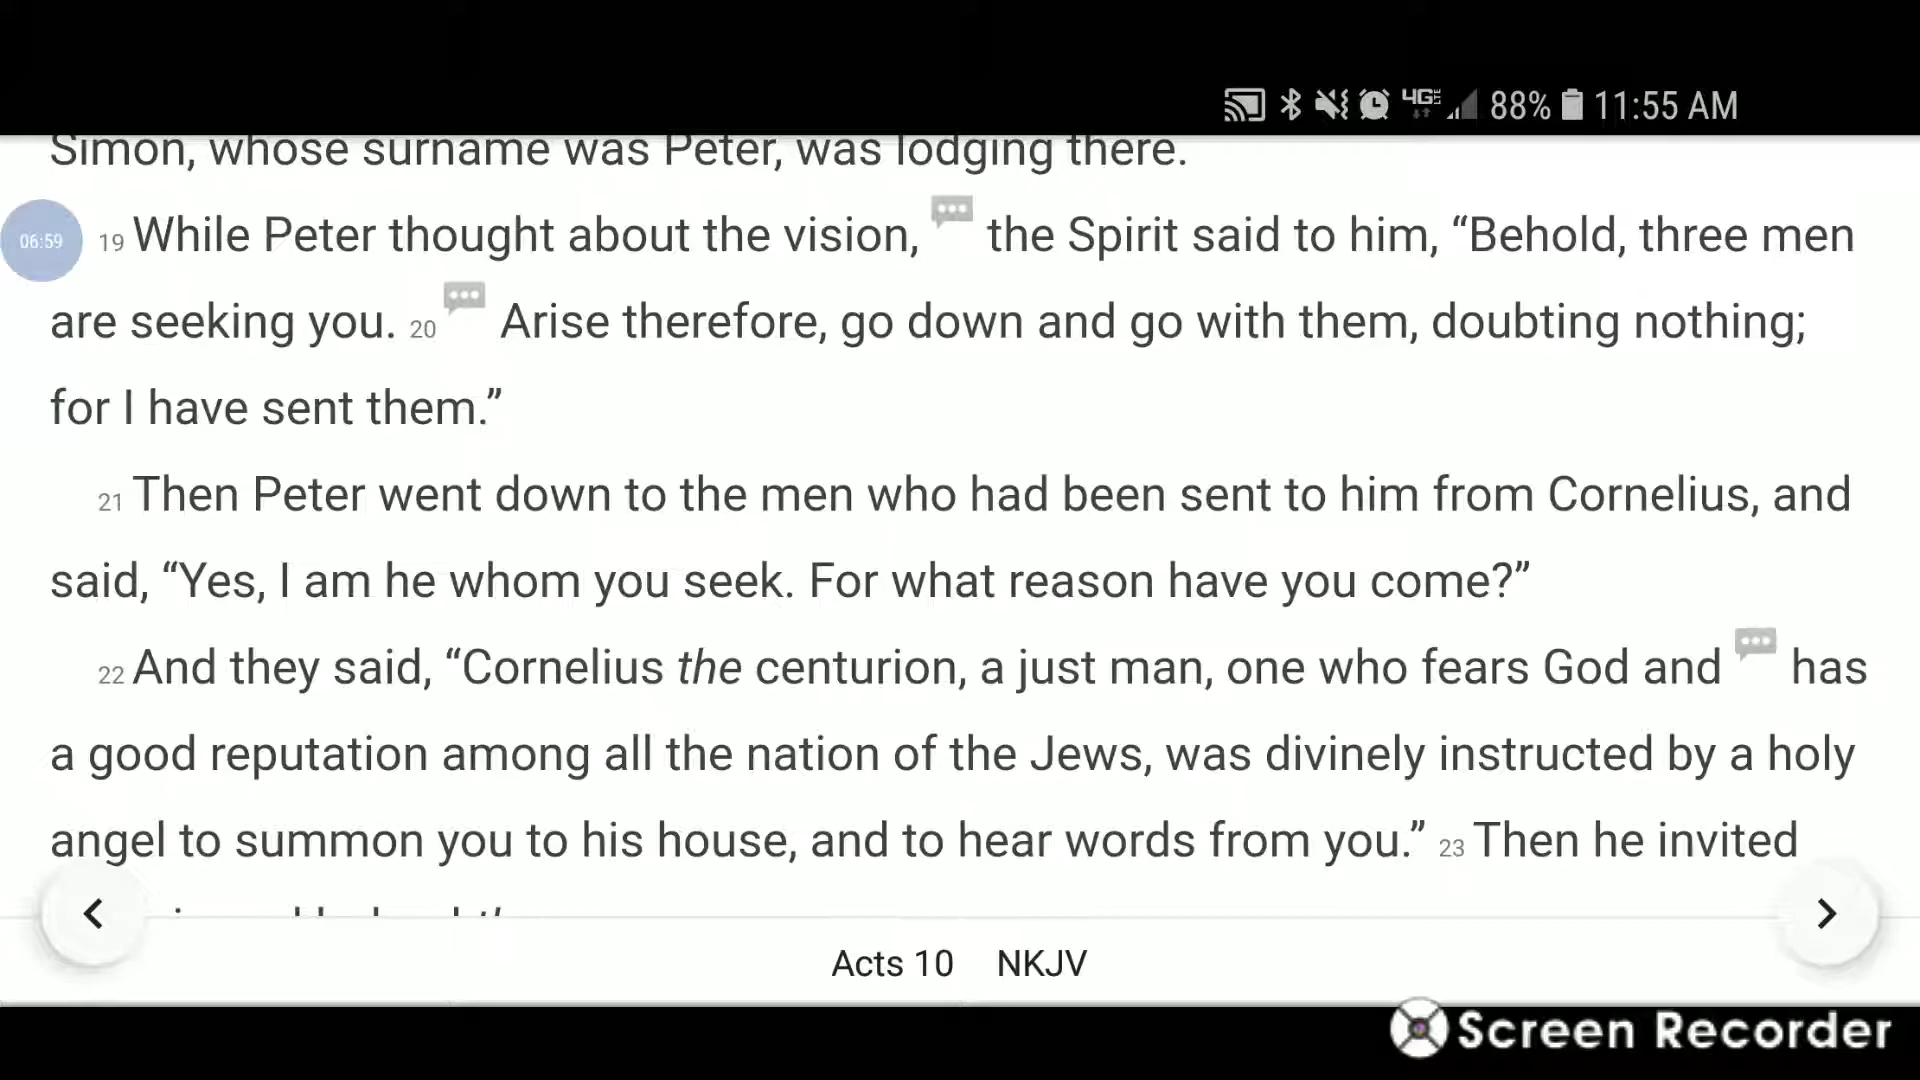 4G LTE 88% 11:55 AM
Simon, whose surname was Peter, was lodging there.
06:59
19 While Peter thought about the vision, the Spirit said to him, “Behold, three men
are seeking you. 20 Arise therefore, go down and go with them, doubting nothing;
for I have sent them.”
21 Then Peter went down to the men who had been sent to him from Cornelius, and
said, “Yes, I am he whom you seek. For what reason have you come?”
22 And they said, “Cornelius the centurion, a just man, one who fears God and has
a good reputation among all the nation of the Jews, was divinely instructed by a holy
angel to summon you to his house, and to hear words from you.” 23 Then he invited
Acts 10 NKJV
Screen Recorder